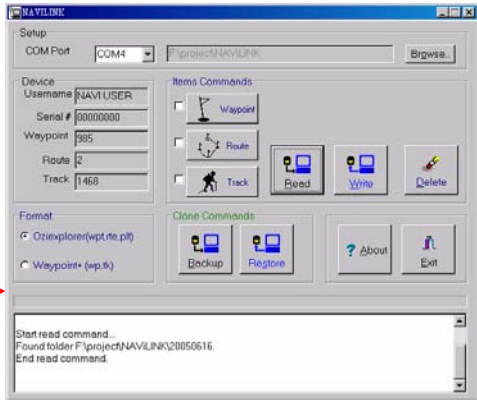 NAVILINK
Setup
COM Port COM4 F:\project\NAVILINK Browse..
Device
Username NAVI USER
Serial # 00000000
Waypoint 985
Route 2
Track 1468
Items Commands
Waypoint
Route
Track
Read Write Delete
Format
Oziexplorer(wpt.rte.plt)
Waypoint+ (wp.tk)
Clone Commands
Backup Restore
? About Exit
Start read command...
Found folder F:\project\NAViLINK\20050616.
End read command.